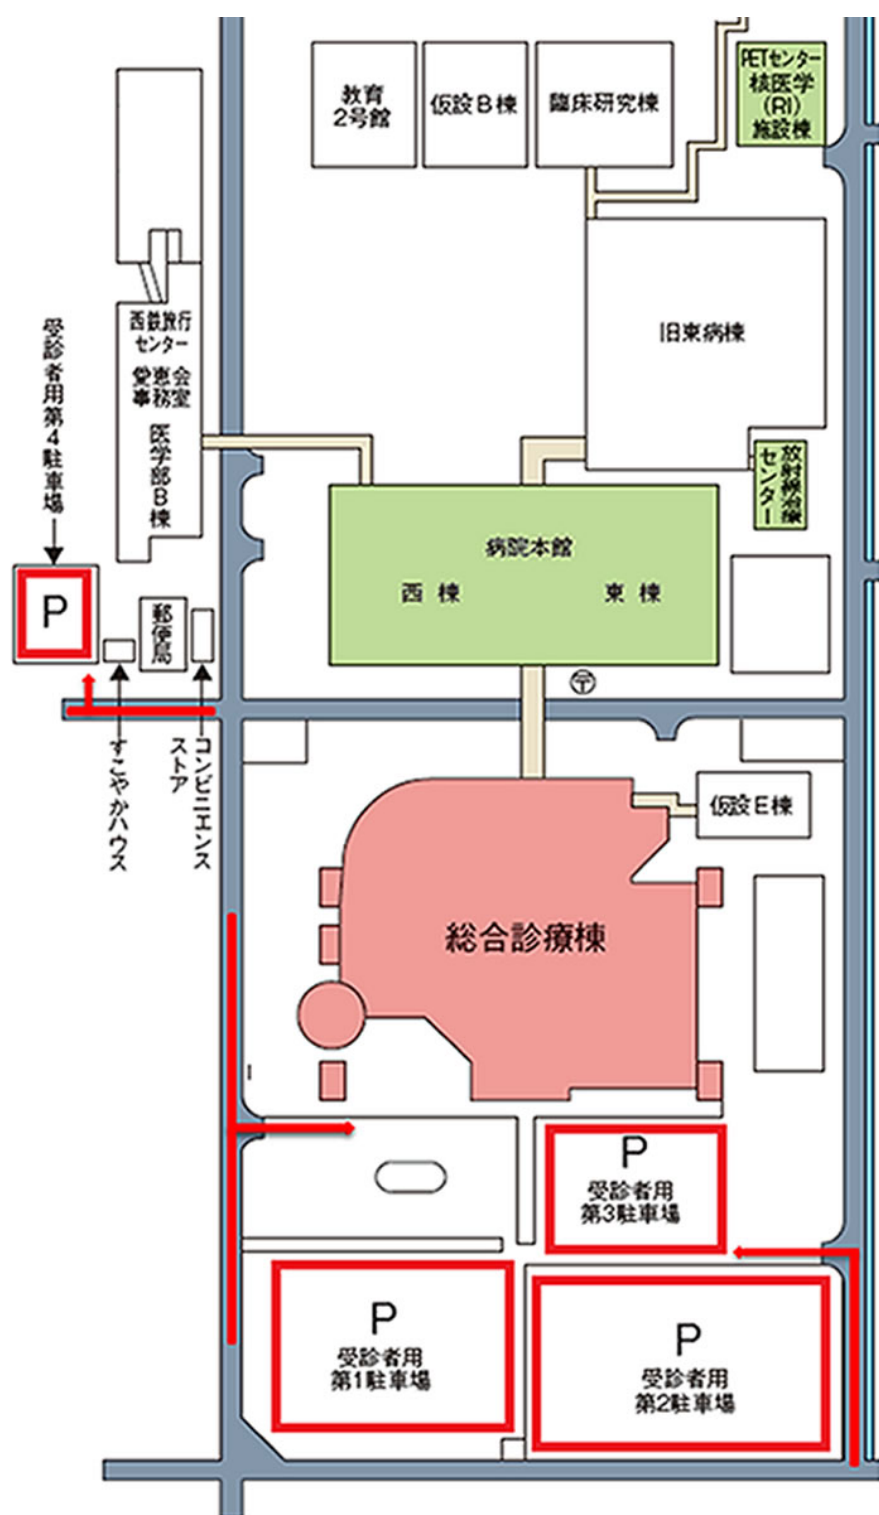 教育
2号館
仮設B棟
臨床研究棟
PETセンター
核医学
(RI)
施設棟
旧東病棟
西鉄旅行
センター
愛恵会
事務室
医学部B棟
受診者用第4駐車場
P
郵便局
放射線治療
センター
病院本館
西棟
東棟
〒
すこやかハウス
コンビニエンス
ストア
仮設E棟
総合診療棟
P
受診者用
第3駐車場
P
受診者用
第1駐車場
P
受診者用
第2駐車場